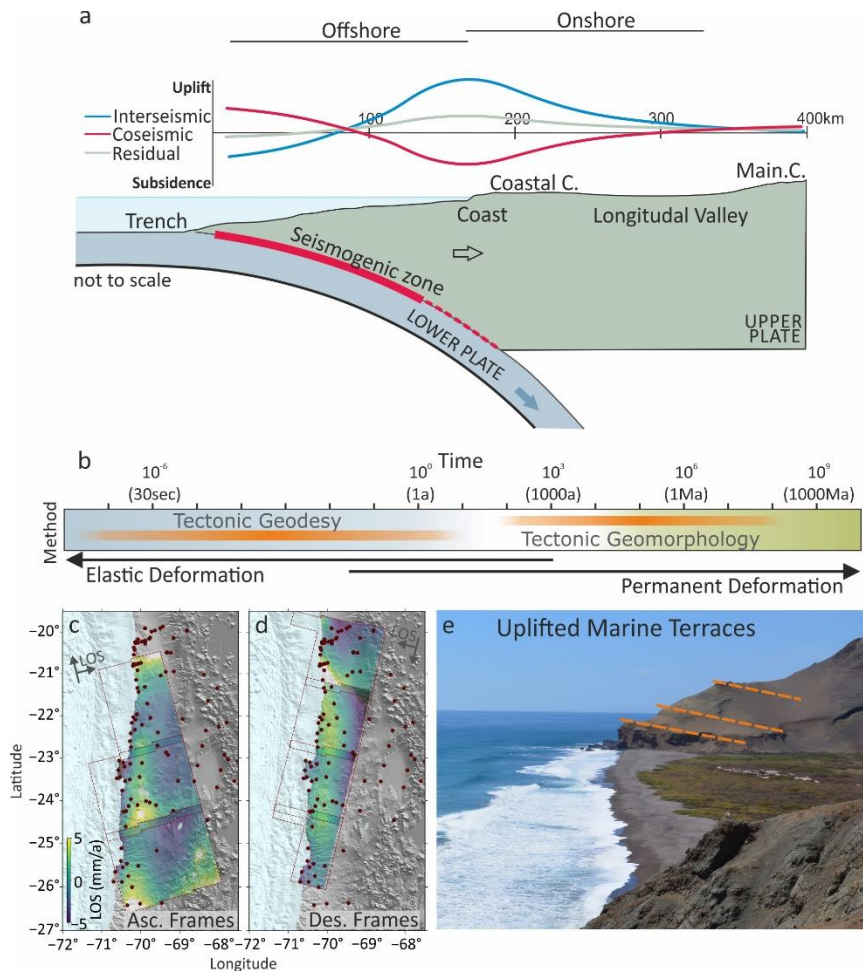 a
Offshore
Onshore
Uplift
Interseismic
Coseismic
Residual
Subsidence
100
200
300
400km
Main.C.
Coastal C.
Trench
Coast
Longitudal Valley
Seismogenic zone
not to scale
LOWER PLATE
UPPER
PLATE
b
Time
10-6
(30sec)
10⁰
(1a)
10³
(1000a)
10⁶
(1Ma)
10⁹
(1000Ma)
Method
Tectonic Geodesy
Tectonic Geomorphology
Elastic Deformation
Permanent Deformation
c
d
e
Uplifted Marine Terraces
LOS
LOS
-20°
-21°
-22°
-23°
-24°
-25°
-26°
-27°
Latitude
5
0
-5
LOS (mm/a)
Asc. Frames
Des. Frames
-72° -71° -70° -69° -68°
-72° -71° -70° -69° -68°
Longitude